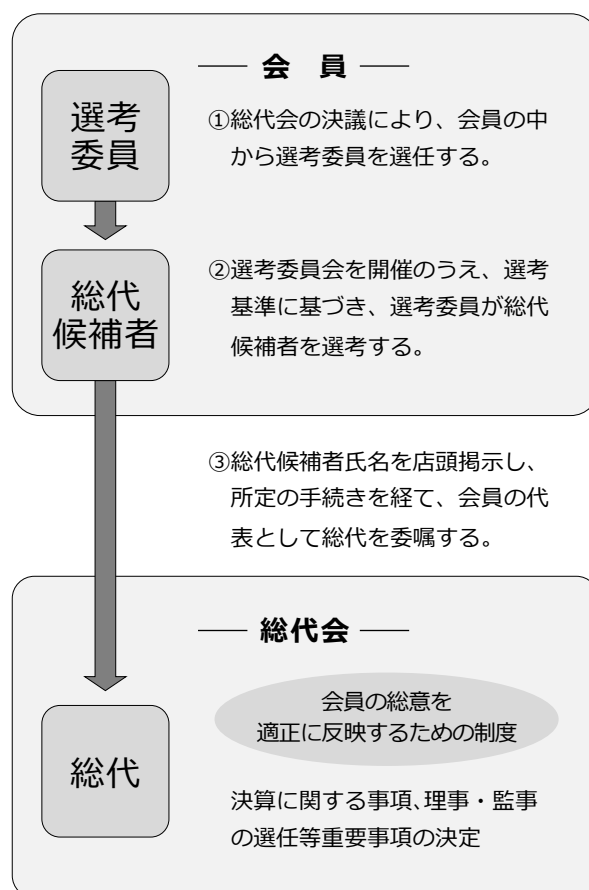 会　員
選考
委員
①総代会の決議により、会員の中
から選考委員を選任する。
総代
候補者
②選考委員会を開催のうえ、選考
基準に基づき、選考委員が総代
候補者を選考する。
③総代候補者氏名を店頭掲示し、
所定の手続きを経て、会員の代
表として総代を委嘱する。
総代会
会員の総意を
適正に反映するための制度
総代
決算に関する事項、理事・監事
の選任等重要事項の決定